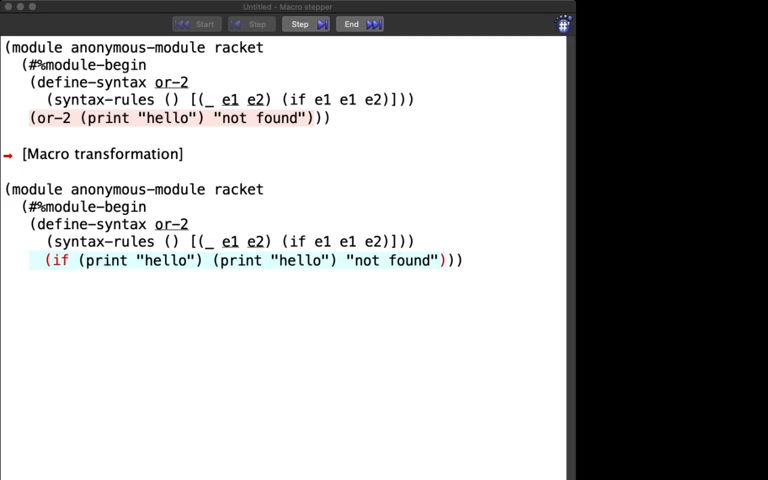 Untitled - Macro stepper
Start Step Step End
(module anonymous-module racket
(#%module-begin
(define-syntax or-2
(syntax-rules () [(_ e1 e2) (if e1 e1 e2)]))
(or-2 (print "hello") "not found")))
→ [Macro transformation]
(module anonymous-module racket
(#%module-begin
(define-syntax or-2
(syntax-rules () [(_ e1 e2) (if e1 e1 e2)]))
(if (print "hello") (print "hello") "not found")))